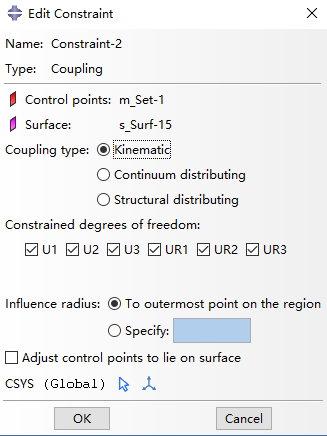 Edit Constraint
Name: Constraint-2
Type: Coupling
Control points: m_Set-1
Surface: s_Surf-15
Coupling type: Kinematic
Continuum distributing
Structural distributing
Constrained degrees of freedom:
U1 U2 U3 UR1 UR2 UR3
Influence radius: To outermost point on the region
Specify:
Adjust control points to lie on surface
CSYS (Global)
OK Cancel